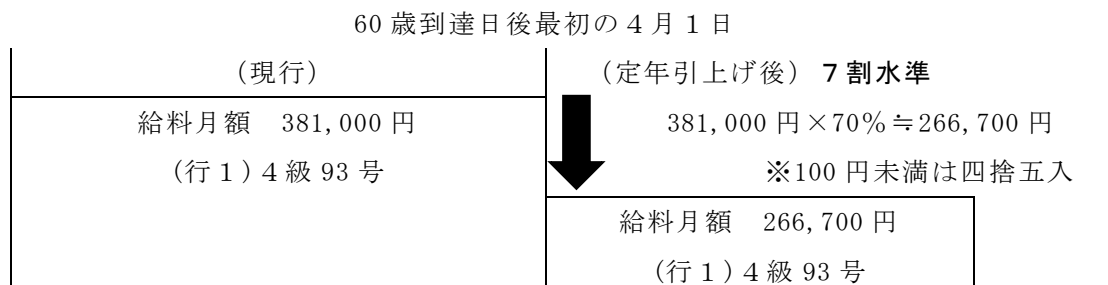 60 歳到達日後最初の４月１日
（現行）
（定年引上げ後） ７割水準
給料月額　381,000 円
(行１)４級 93 号
381,000 円×70%≒266,700 円
※100 円未満は四捨五入
給料月額　266,700 円
(行１)４級 93 号